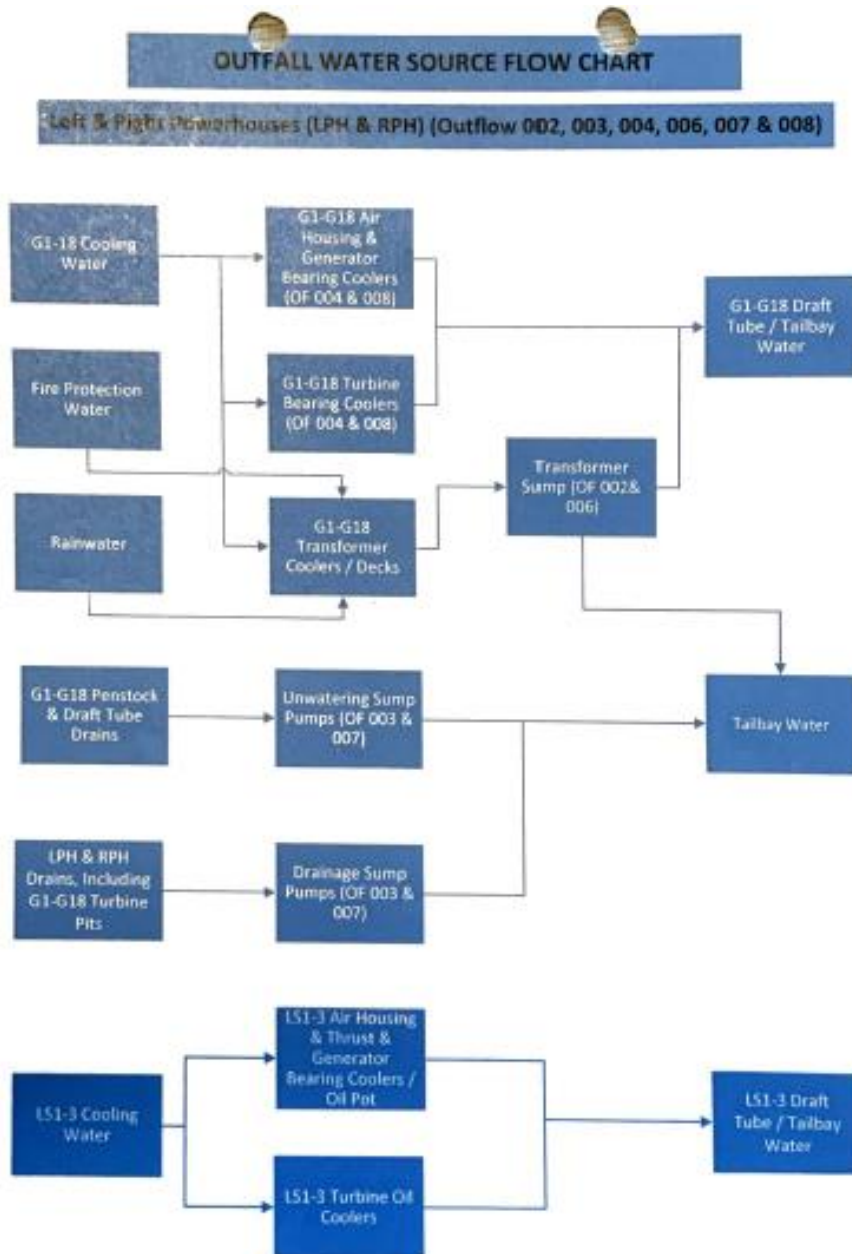 OUTFALL WATER SOURCE FLOW CHART
Left & Right Powerhouses (LPH & RPH) (Outflow 002, 003, 004, 006, 007 & 008)
G1-18 Cooling
Water
G1-G18 Air
Housing &
Generator
Bearing Coolers
(OF 004 & 008)
G1-G18 Draft
Tube / Tailbay
Water
Fire Protection
Water
G1-G18 Turbine
Bearing Coolers
(OF 004 & 008)
Transformer
Sump (OF 002&
006)
Rainwater
G1-G18
Transformer
Coolers / Decks
G1-G18 Penstock
& Draft Tube
Drains
Unwatering Sump
Pumps (OF 003 &
007)
Tailbay Water
LPH & RPH
Drains, Including
G1-G18 Turbine
Pits
Drainage Sump
Pumps (OF 003 &
007)
LS1-3 Cooling
Water
LS1-3 Air Housing
& Thrust &
Generator
Bearing Coolers /
Oil Pot
LS1-3 Draft
Tube / Tailbay
Water
LS1-3 Turbine Oil
Coolers